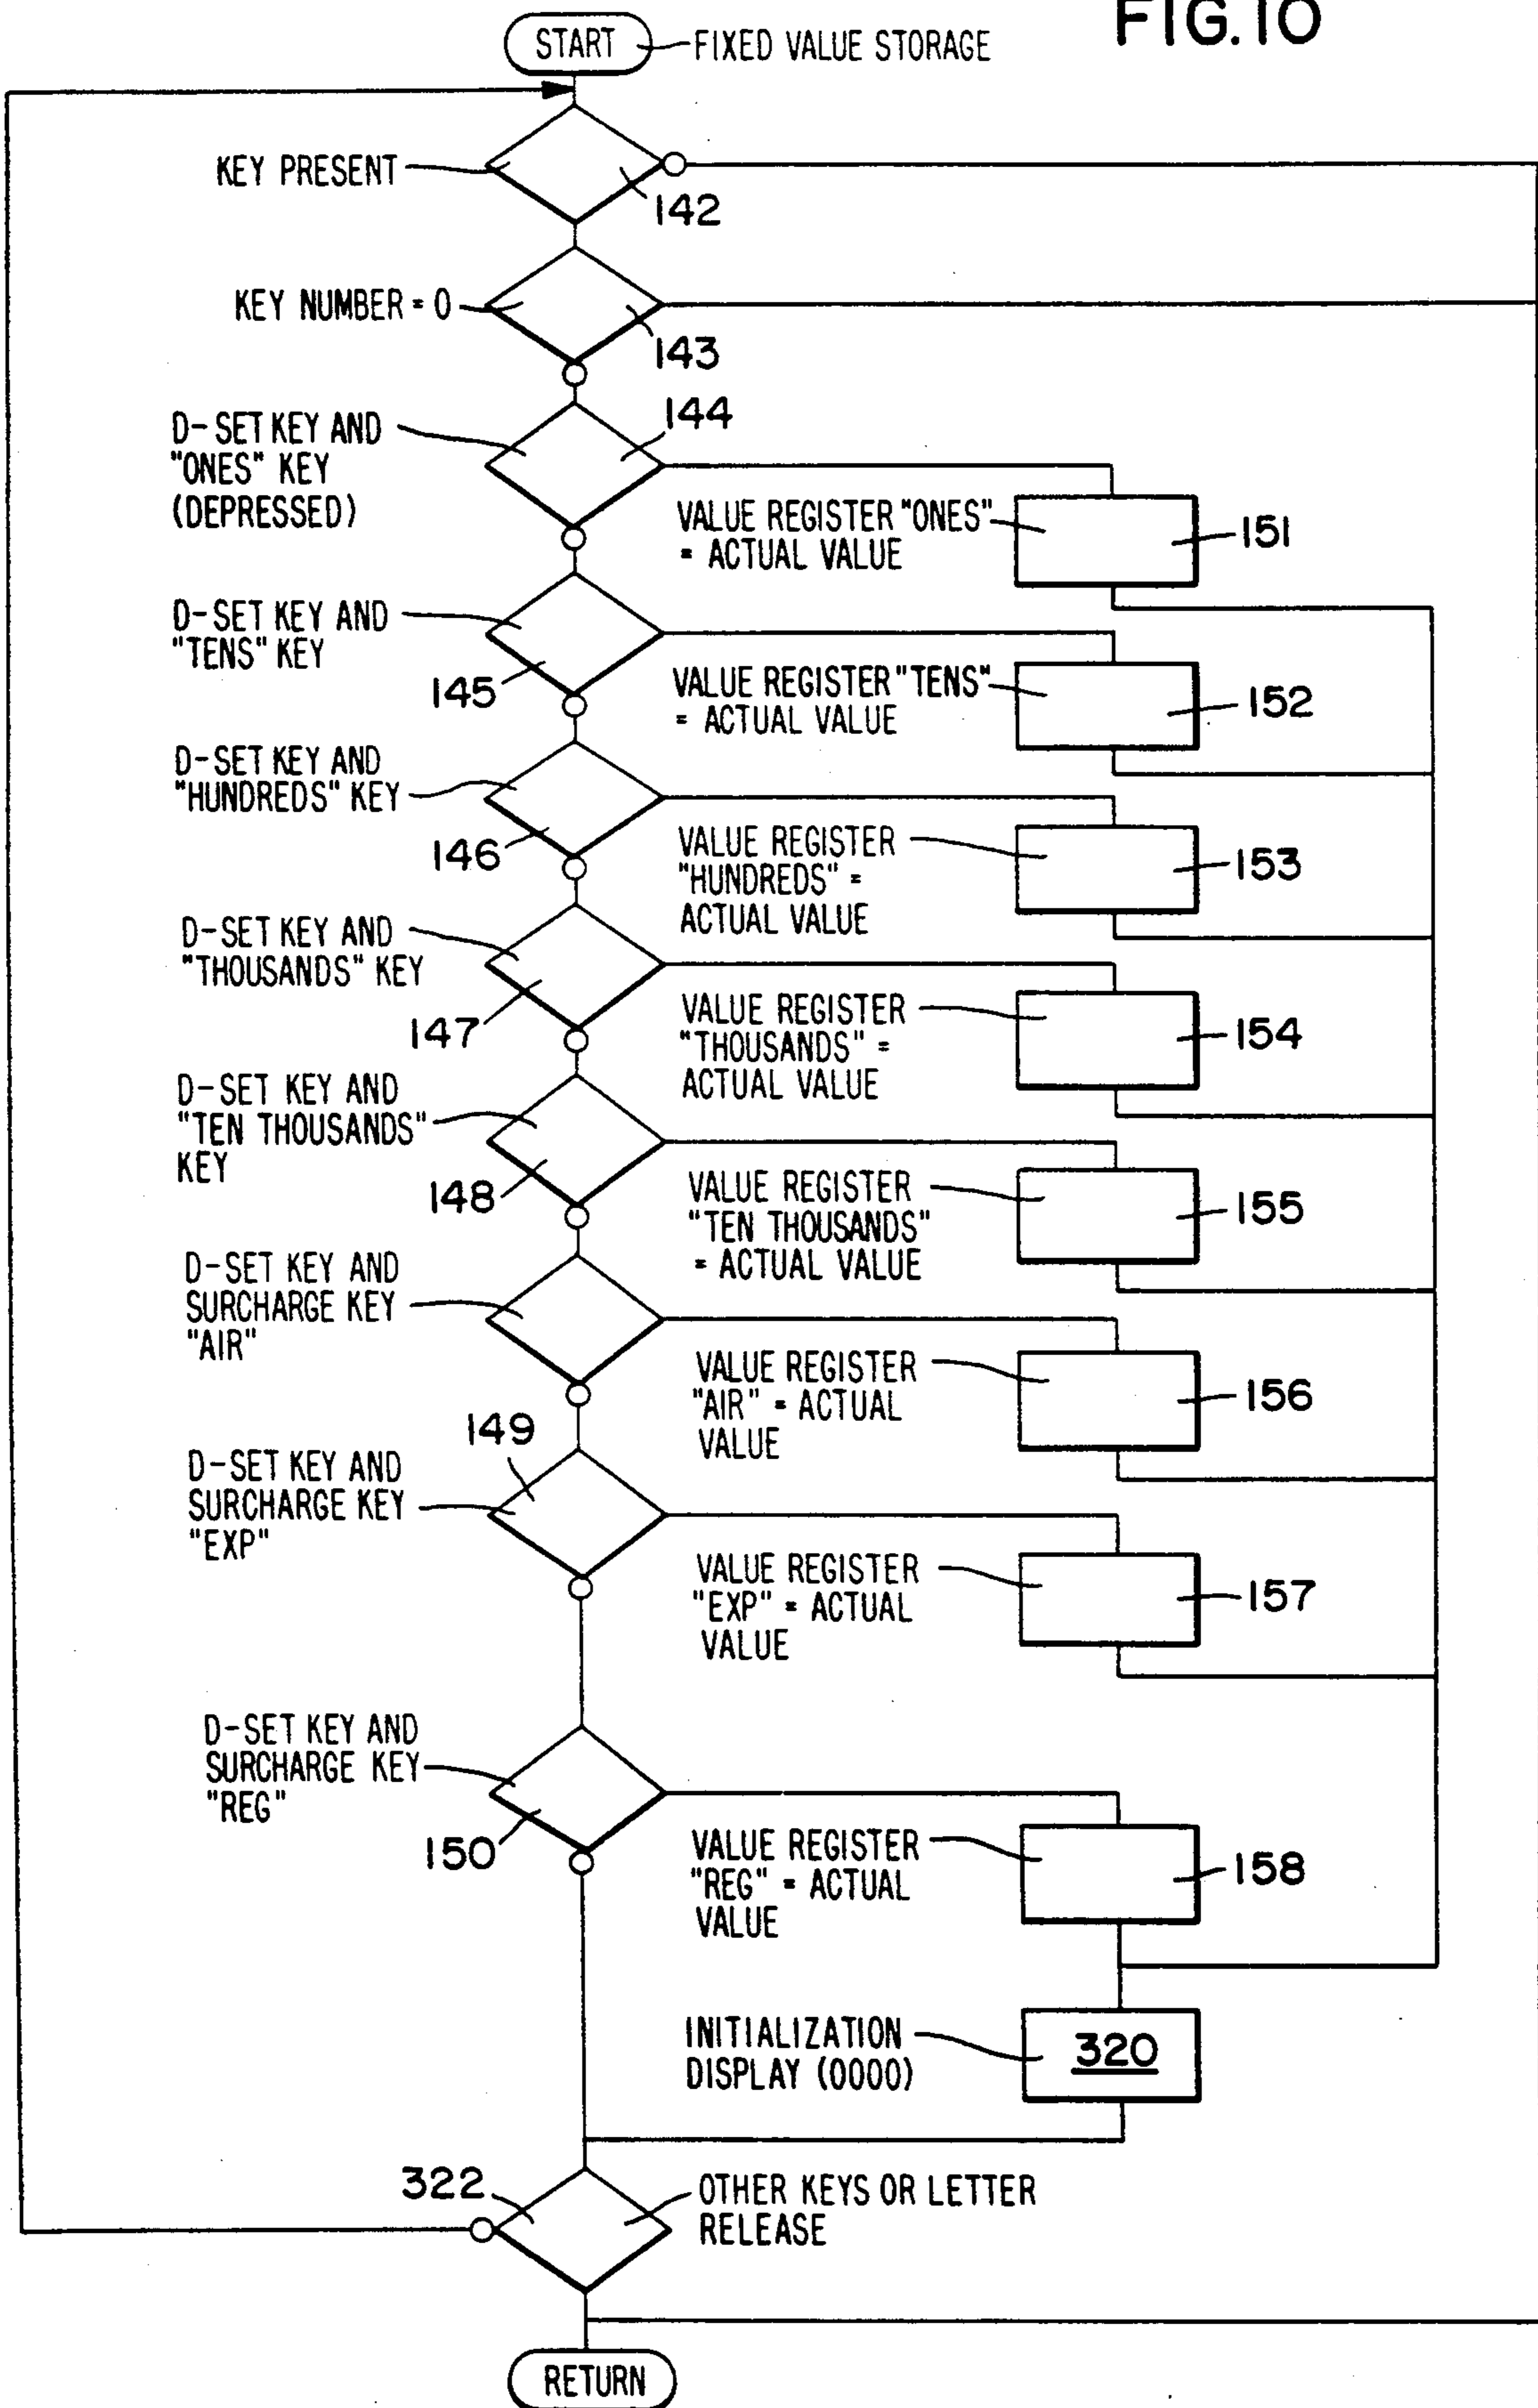 FIG.10
START
FIXED VALUE STORAGE
KEY PRESENT
142
KEY NUMBER = 0
143
D-SET KEY AND
"ONES" KEY
(DEPRESSED)
144
VALUE REGISTER "ONES"
= ACTUAL VALUE
151
D-SET KEY AND
"TENS" KEY
145
VALUE REGISTER "TENS"
= ACTUAL VALUE
152
D-SET KEY AND
"HUNDREDS" KEY
146
VALUE REGISTER
"HUNDREDS" =
ACTUAL VALUE
153
D-SET KEY AND
"THOUSANDS" KEY
147
VALUE REGISTER
"THOUSANDS" =
ACTUAL VALUE
154
D-SET KEY AND
"TEN THOUSANDS"
KEY
148
VALUE REGISTER
"TEN THOUSANDS"
= ACTUAL VALUE
155
D-SET KEY AND
SURCHARGE KEY
"AIR"
VALUE REGISTER
"AIR" = ACTUAL
VALUE
156
149
D-SET KEY AND
SURCHARGE KEY
"EXP"
VALUE REGISTER
"EXP" = ACTUAL
VALUE
157
D-SET KEY AND
SURCHARGE KEY
"REG"
150
VALUE REGISTER
"REG" = ACTUAL
VALUE
158
INITIALIZATION
DISPLAY (0000)
320
322
OTHER KEYS OR LETTER
RELEASE
RETURN